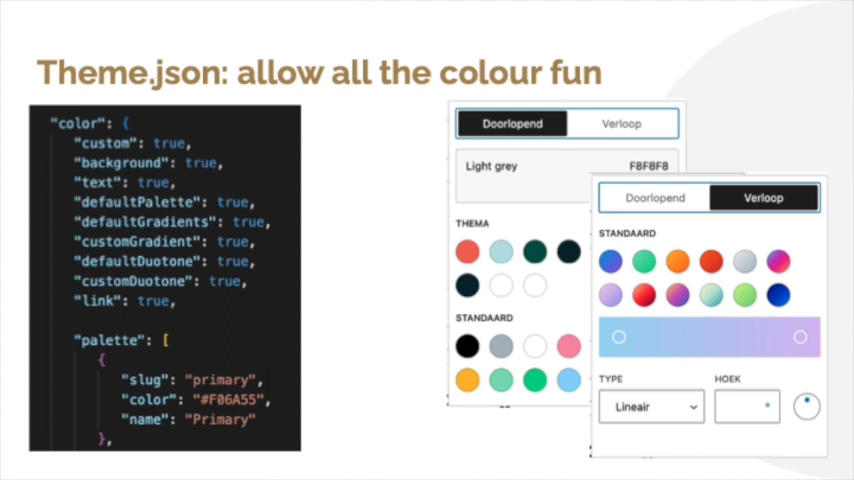 Theme.json: allow all the colour fun
"color": {
"custom": true,
"background": true,
"text": true,
"defaultPalette": true,
"defaultGradients": true,
"customGradient": true,
"defaultDuotone": true,
"customDuotone": true,
"link": true,
"palette": [
{
"slug": "primary",
"color": "#F06A55",
"name": "Primary"
},
Doorlopend Verloop
Light grey F8F8F8
THEMA
STANDAARD
Doorlopend Verloop
STANDAARD
TYPE HOEK
Lineair